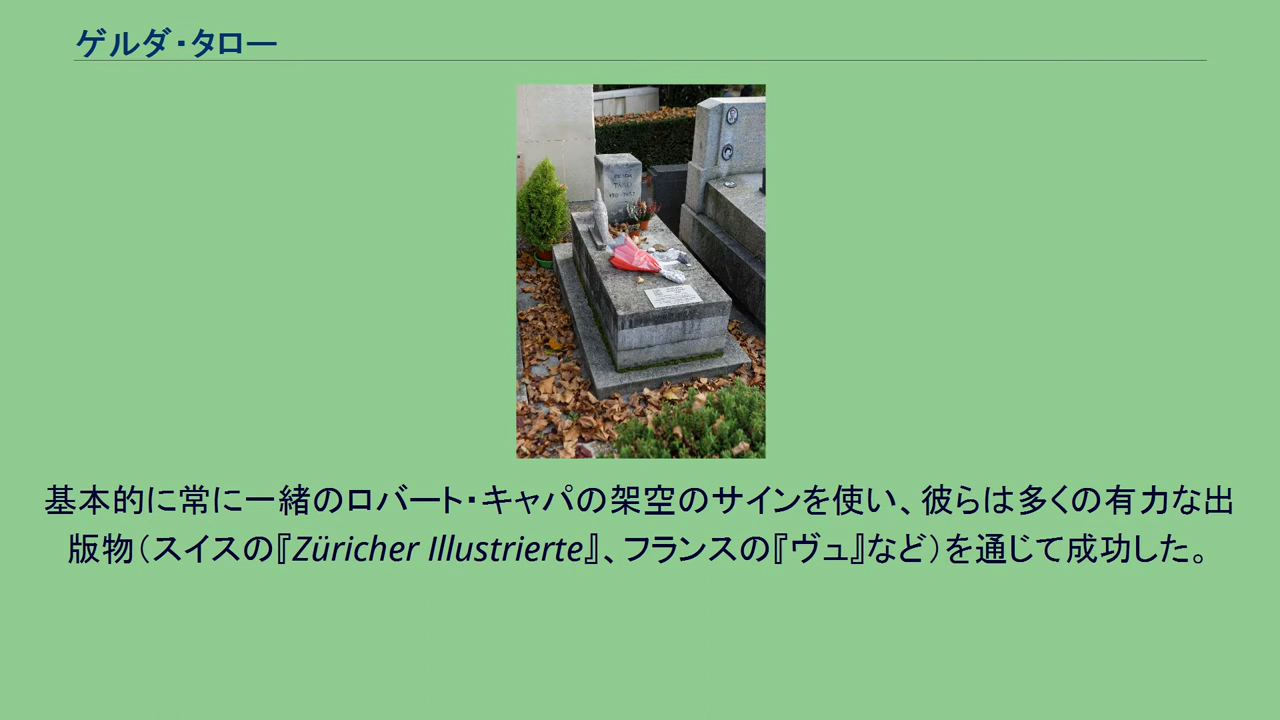 ゲルダ・タロー
TARO
基本的に常に一緒のロバート・キャパの架空のサインを使い、彼らは多くの有力な出
版物（スイスの『Züricher Illustrierte』、フランスの『ヴュ』など）を通じて成功した。